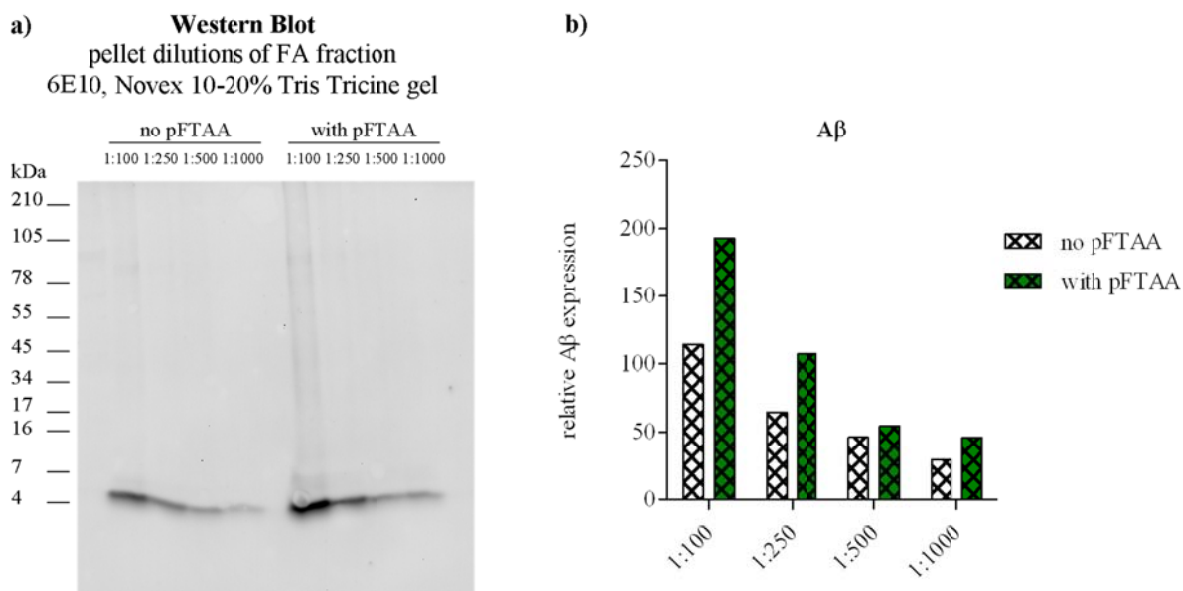 a)
Western Blot
pellet dilutions of FA fraction
6E10, Novex 10-20% Tris Tricine gel
no pFTAA
with pFTAA
1:100 1:250 1:500 1:1000
1:100 1:250 1:500 1:1000
kDa
210
105
78
55
45
34
17
16
7
4
b)
Aβ
relative Aβ expression
250
200
150
100
50
0
1:100
1:250
1:500
1:1000
no pFTAA
with pFTAA